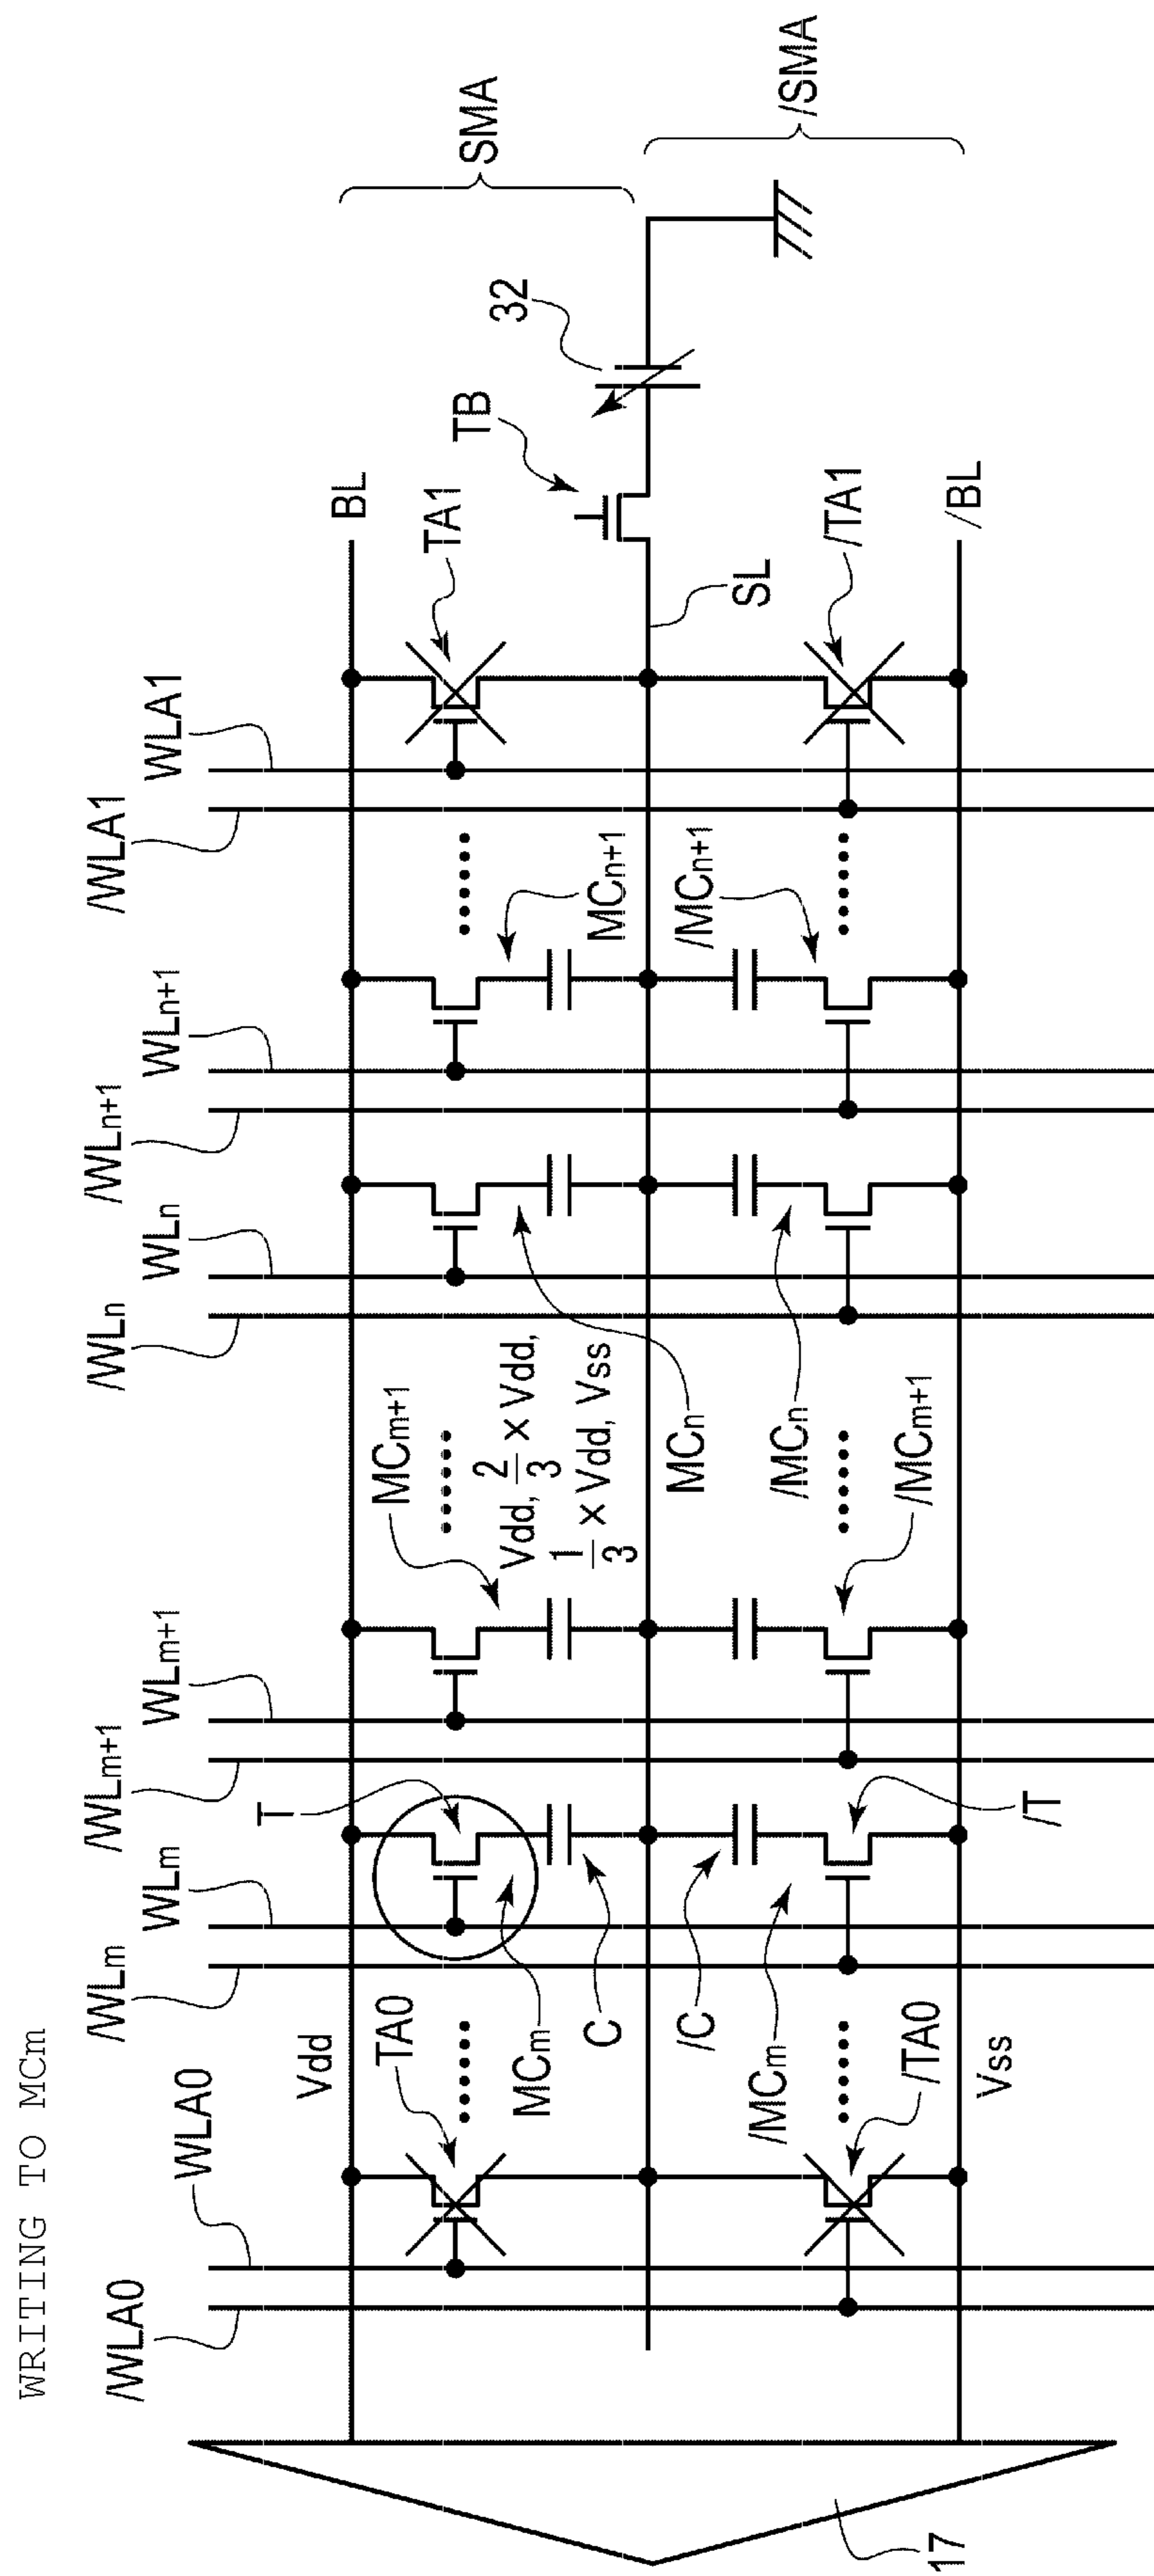 WRITING TO MCm
/WLA0
WLA0
/WLm
WLm
/WLm+1
WLm+1
/WLn
WLn
/WLn+1
WLn+1
/WLA1
WLA1
Vdd
TA0
T
MCm+1
BL
TA1
TB
32
SMA
MCm
C
Vdd, 2/3 × Vdd,
1/3 × Vdd, Vss
MCn
MCn+1
SL
/C
/MCm
/MCn
/MCn+1
/SMA
/TA0
/T
/MCm+1
/TA1
Vss
/BL
17